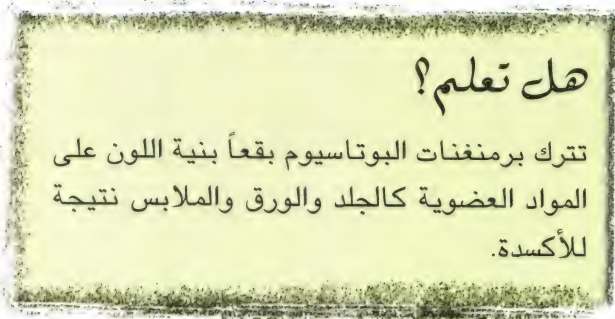 هل تعلم؟
تترك برمنغنات البوتاسيوم بقعاً بنية اللون على
المواد العضوية كالجلد والورق والملابس نتيجة
للأكسدة.